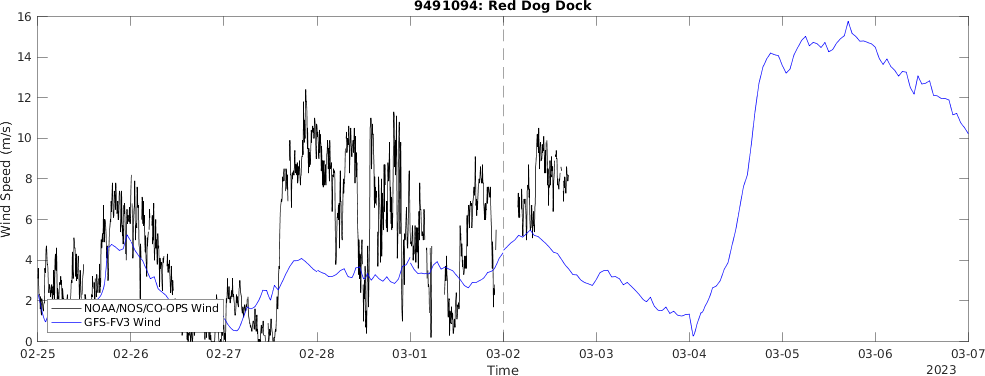 9491094: Red Dog Dock
Wind Speed (m/s)
16
14
12
10
8
6
4
2
0
NOAA/NOS/CO-OPS Wind
GFS-FV3 Wind
02-25 02-26 02-27 02-28 03-01 03-02 03-03 03-04 03-05 03-06 03-07
Time
2023